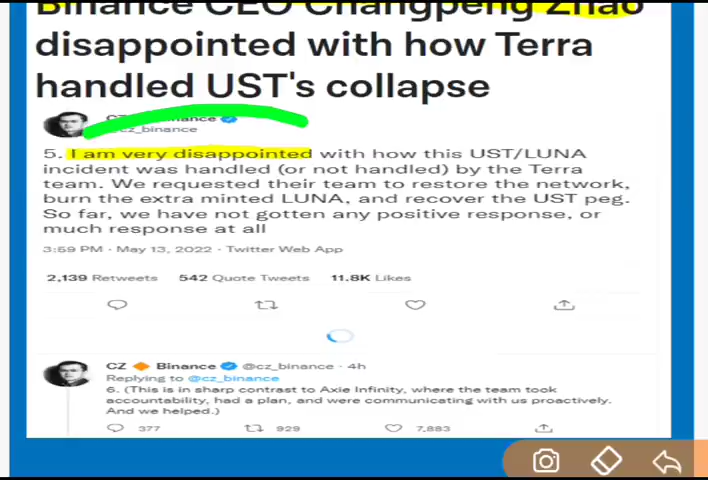 Binance CEO Changpeng Zhao
disappointed with how Terra
handled UST's collapse
CZ Binance
@cz_binance
5. I am very disappointed with how this UST/LUNA
incident was handled (or not handled) by the Terra
team. We requested their team to restore the network,
burn the extra minted LUNA, and recover the UST peg.
So far, we have not gotten any positive response, or
much response at all
3:59 PM · May 13, 2022 · Twitter Web App
2,139 Retweets 542 Quote Tweets 11.8K Likes
CZ 🔶 Binance @cz_binance · 4h
Replying to @cz_binance
6. (This is in sharp contrast to Axie Infinity, where the team took
accountability, had a plan, and were communicating with us proactively.
And we helped.)
377 929 7,883